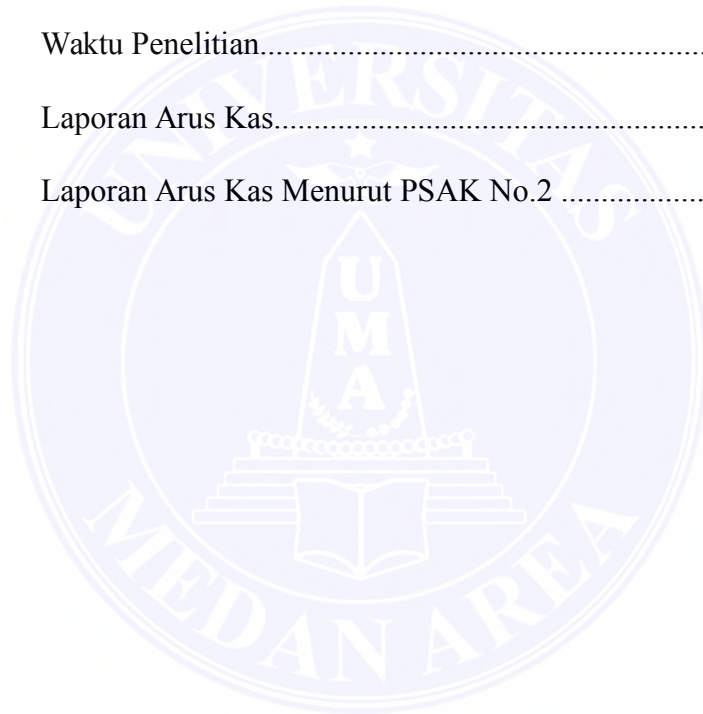 Waktu Penelitian........................................................
Laporan Arus Kas......................................................
Laporan Arus Kas Menurut PSAK No.2 ..................
UNIVERSITAS
UMA
MEDAN AREA